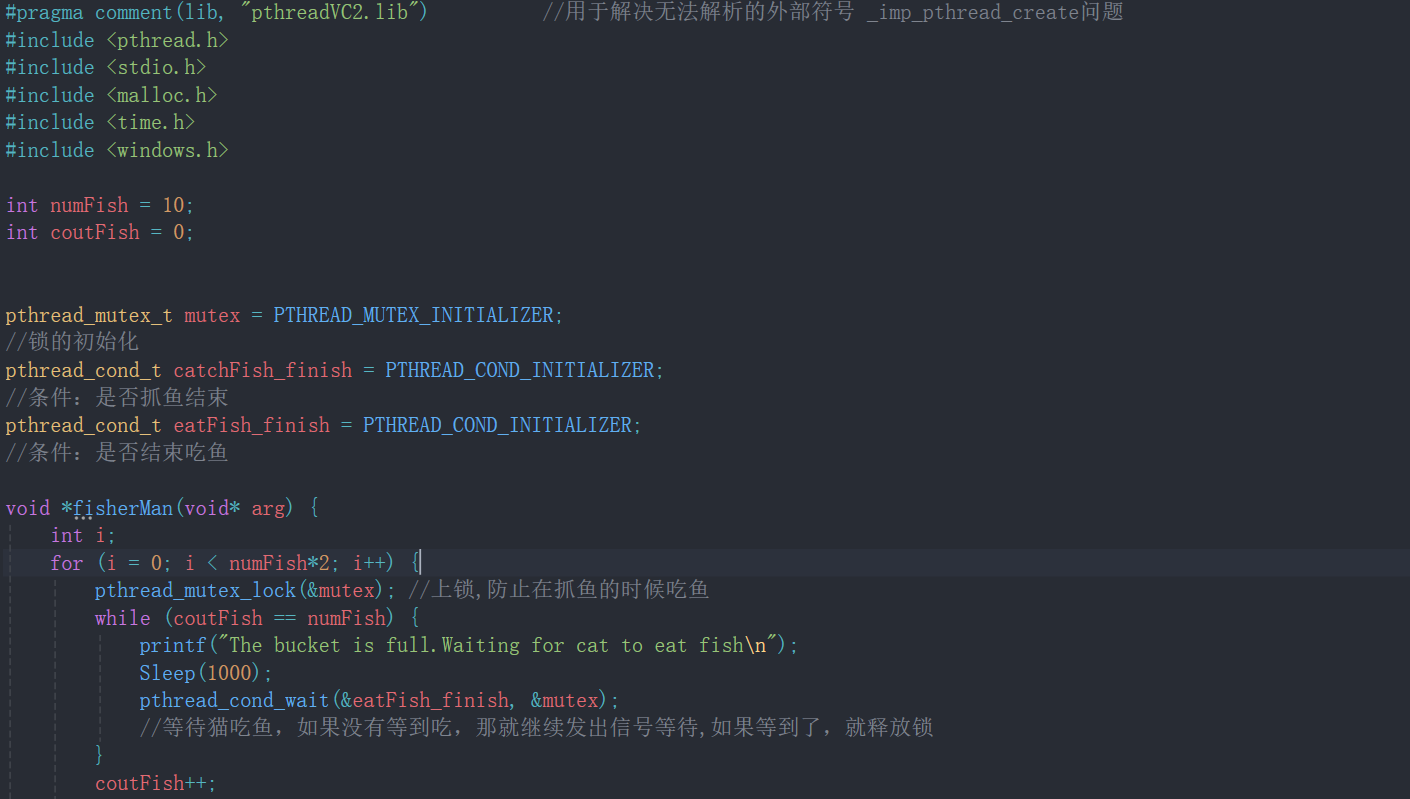 #pragma comment(lib, "pthreadVC2.lib")          //用于解决无法解析的外部符号 _imp_pthread_create问题
#include <pthread.h>
#include <stdio.h>
#include <malloc.h>
#include <time.h>
#include <windows.h>
int numFish = 10;
int coutFish = 0;
pthread_mutex_t mutex = PTHREAD_MUTEX_INITIALIZER;
//锁的初始化
pthread_cond_t catchFish_finish = PTHREAD_COND_INITIALIZER;
//条件：是否抓鱼结束
pthread_cond_t eatFish_finish = PTHREAD_COND_INITIALIZER;
//条件：是否结束吃鱼
void *fisherMan(void* arg) {
    int i;
    for (i = 0; i < numFish*2; i++) {
        pthread_mutex_lock(&mutex); //上锁,防止在抓鱼的时候吃鱼
        while (coutFish == numFish) {
            printf("The bucket is full.Waiting for cat to eat fish\n");
            Sleep(1000);
            pthread_cond_wait(&eatFish_finish, &mutex);
            //等待猫吃鱼，如果没有等到吃，那就继续发出信号等待,如果等到了，就释放锁
        }
        coutFish++;